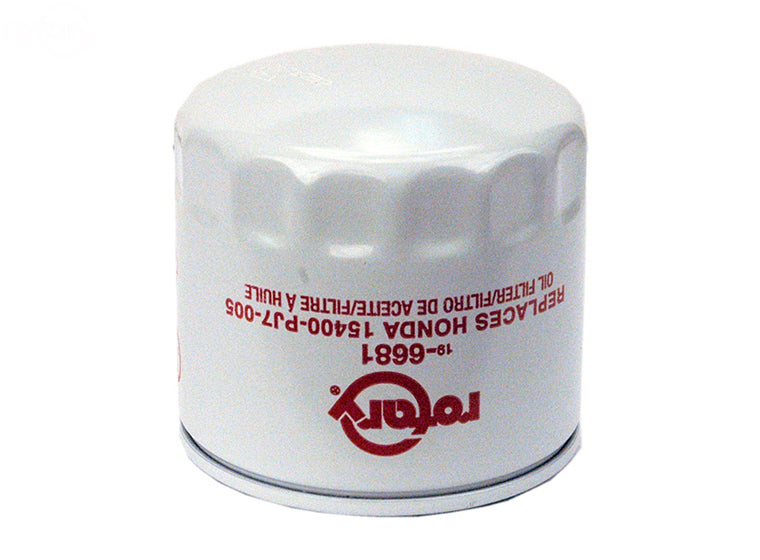 rotary®
19-6681
REPLACES HONDA 15400-PJ7-005
OIL FILTER/FILTRO DE ACEITE/FILTRE À HUILE